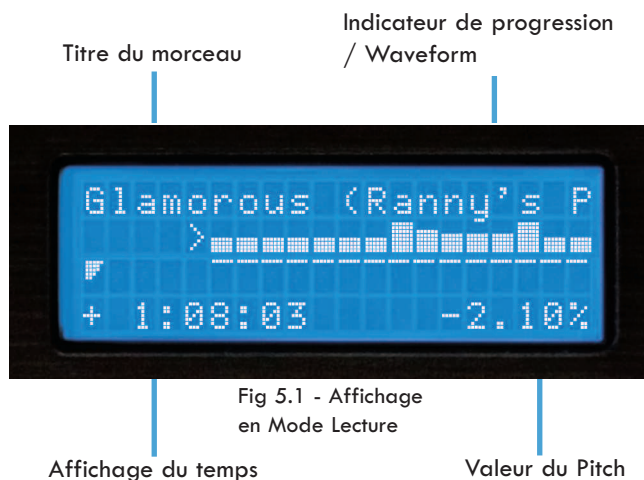 Indicateur de progression
Titre du morceau
/ Waveform
Glamorous (Ranny's P
>
+ 1:08:03 -2.10%
Fig 5.1 - Affichage
en Mode Lecture
Affichage du temps
Valeur du Pitch